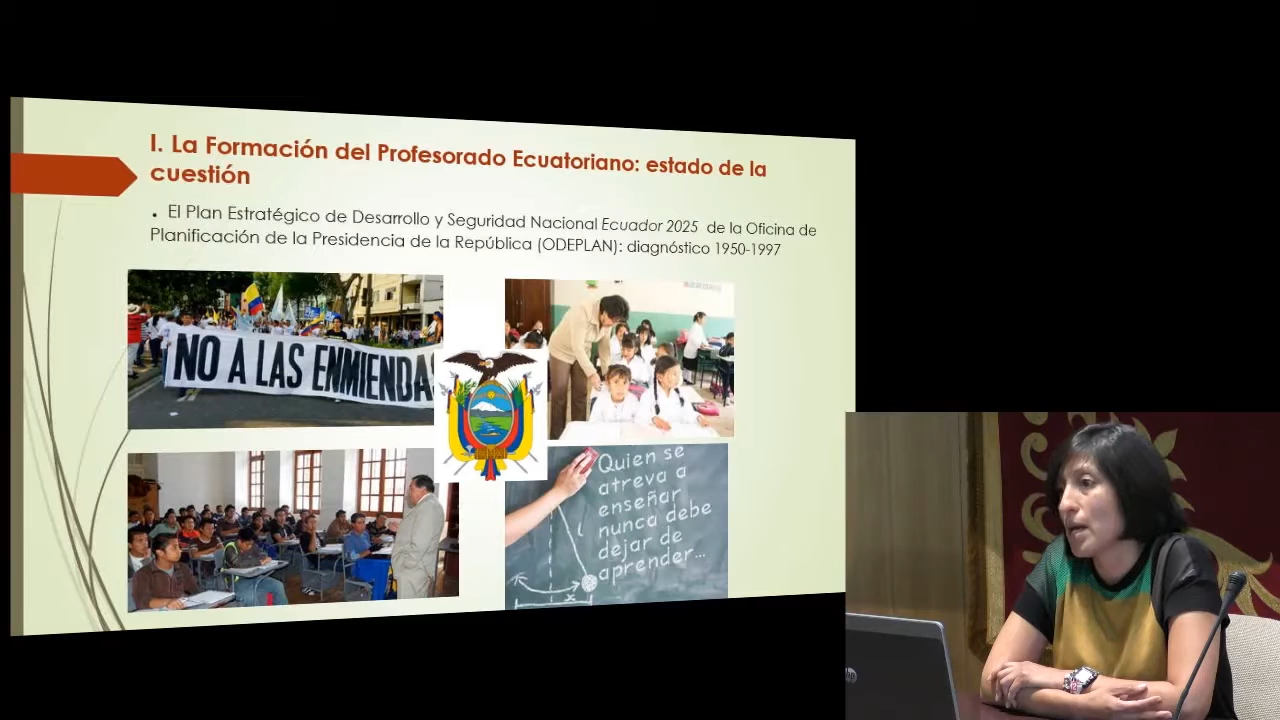 I. La Formación del Profesorado Ecuatoriano: estado de la
cuestión
. El Plan Estratégico de Desarrollo y Seguridad Nacional Ecuador 2025 de la Oficina de
Planificación de la Presidencia de la República (ODEPLAN): diagnóstico 1950-1997
NO A LAS ENMIENDAS
Quien se
atreva a
enseñar
nunca debe
dejar de
aprender...
l
x
hp